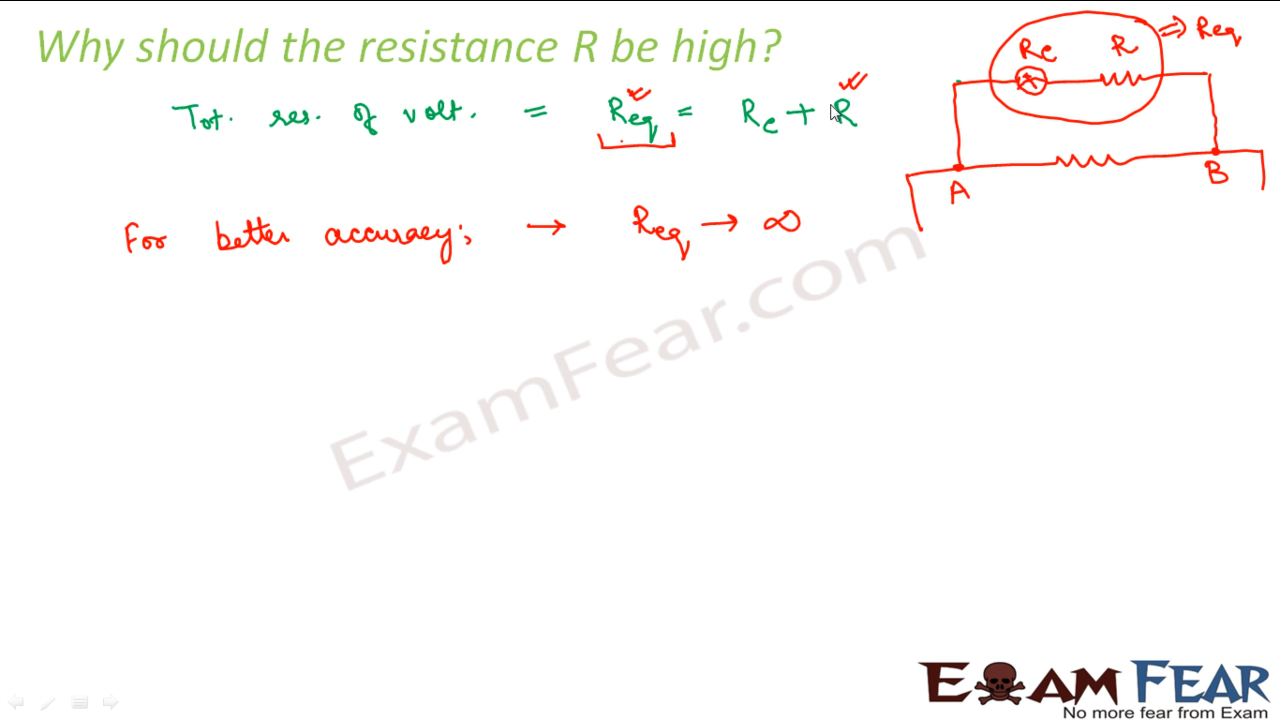 Why should the resistance R be high?
Tot. res. of volt. = Req = Rc + R
For better accuracy; → Req → ∞
Rc R ⇒ Req
A B
ExamFear.com
EXAM FEAR
No more fear from Exam